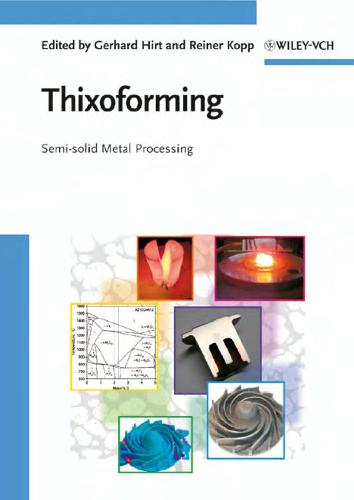 Edited by Gerhard Hirt and Reiner Kopp
WILEY-VCH
Thixoforming
Semi-solid Metal Processing